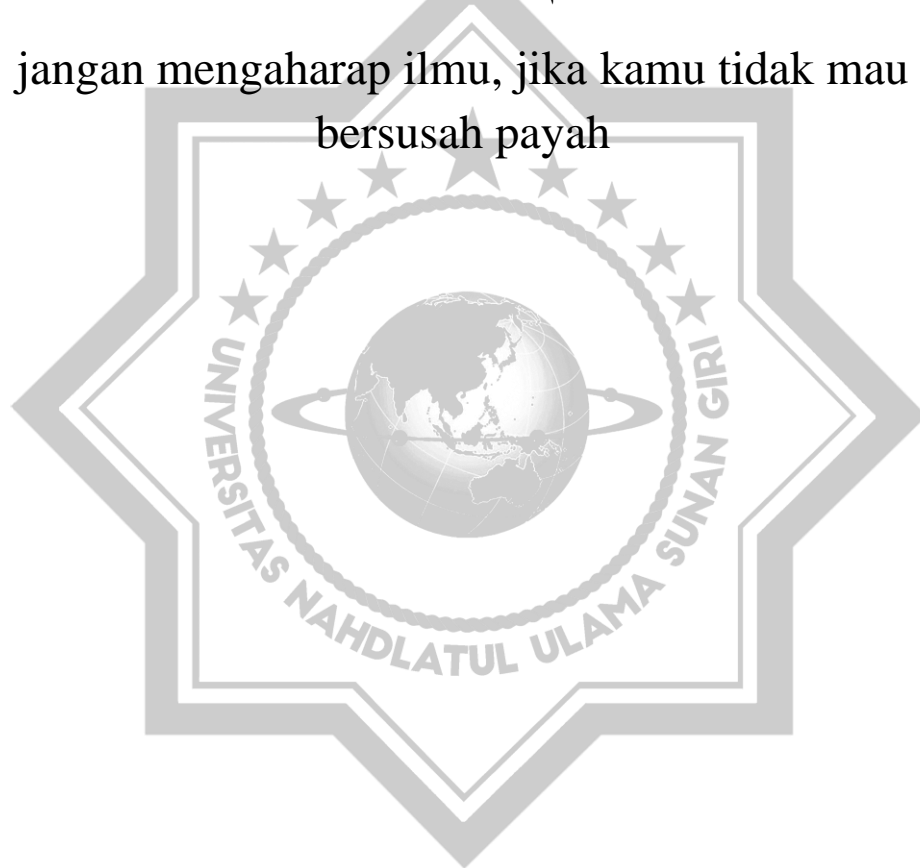 jangan mengaharap ilmu, jika kamu tidak mau
bersusah payah
UNIVERSITAS NAHDLATUL ULAMA SUNAN GIRI